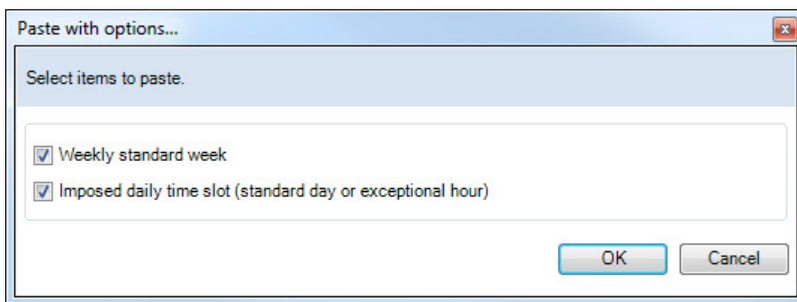 Paste with options...
Select items to paste.
Weekly standard week
Imposed daily time slot (standard day or exceptional hour)
OK Cancel